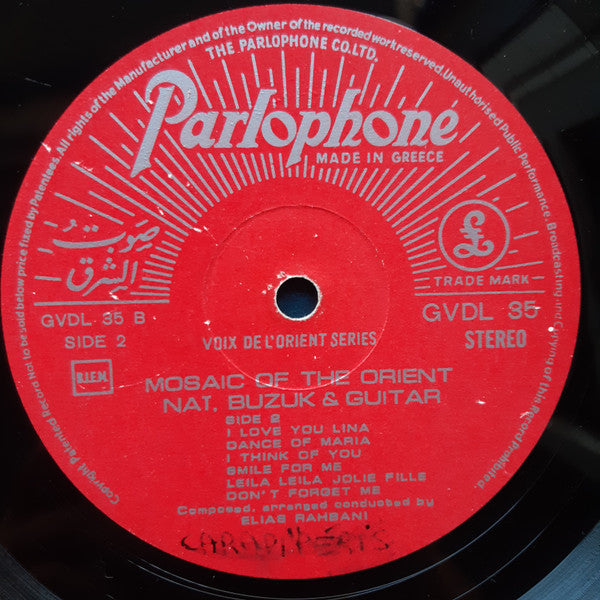 Copyright Patented Record not to be sold below price fixed by Patentees. All rights of the Manufacturer and of the Owner of the recorded work reserved. Unauthorised Public Performance, Broadcasting and Copying of this Record Prohibited.
THE PARLOPHONE CO. LTD.
Parlophone
MADE IN GREECE
صوت
الشرق
£
TRADE MARK
GVDL 35 B
SIDE 2
GVDL 35
STEREO
VOIX DE L'ORIENT SERIES
B.I.E.M.
MOSAIC OF THE ORIENT
NAT, BUZUK & GUITAR
SIDE 2
I LOVE YOU LINA
DANCE OF MARIA
I THINK OF YOU
SMILE FOR ME
LEILA LEILA JOLIE FILLE
DON'T FORGET ME
Composed, arranged conducted by
ELIAS RAHBANI